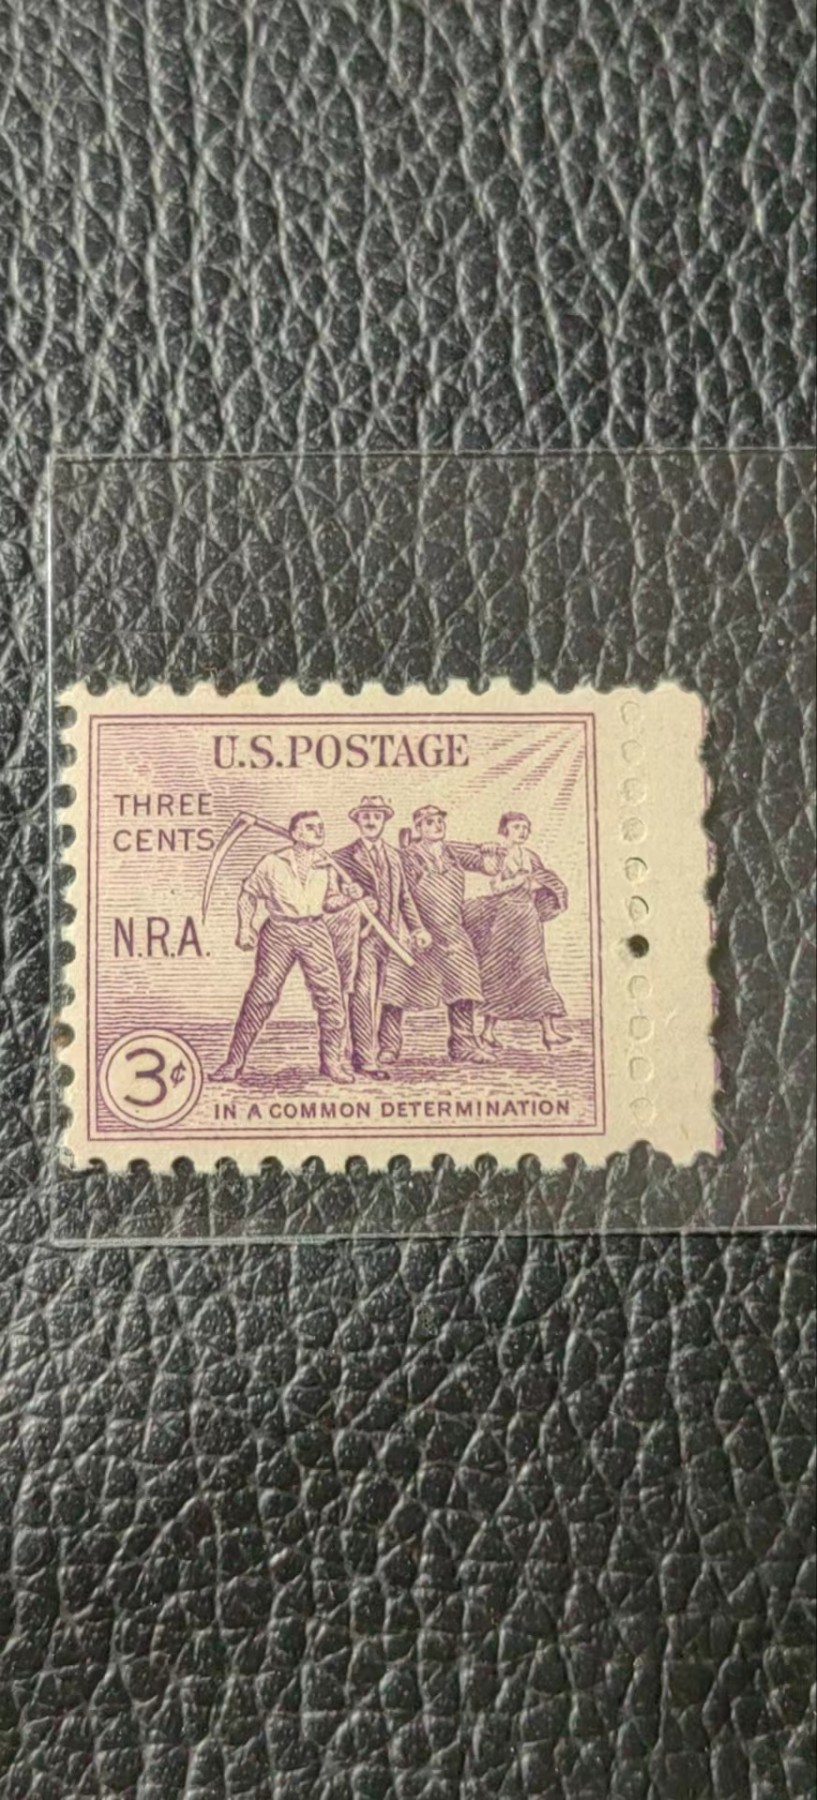 U.S. POSTAGE
THREE
CENTS
N.R.A.
3¢
IN A COMMON DETERMINATION